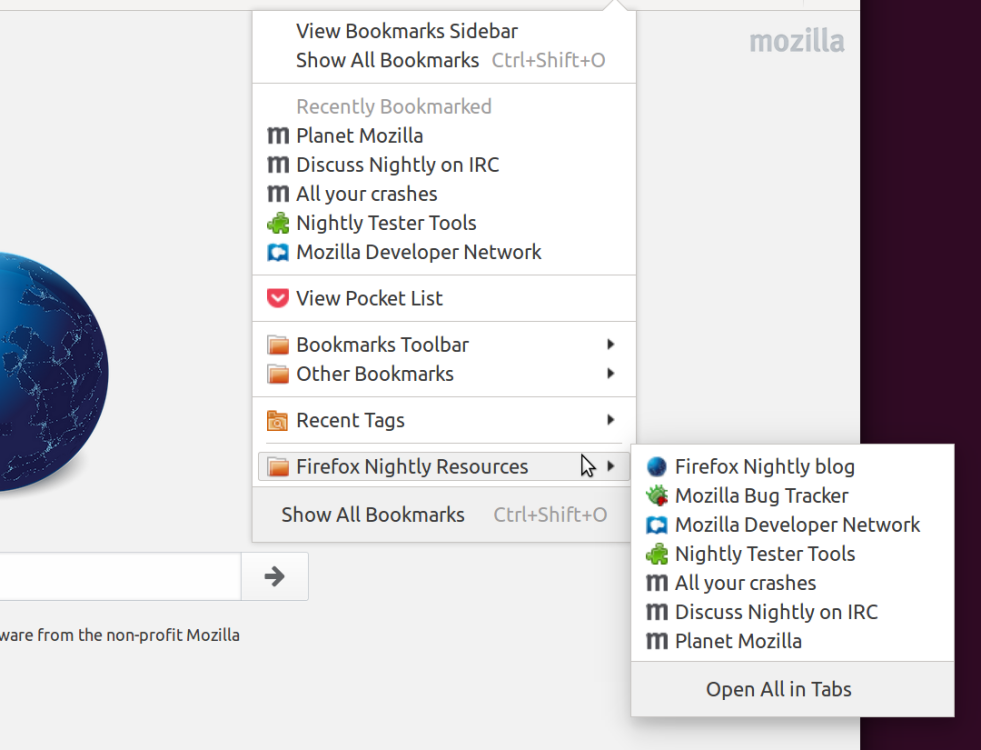 View Bookmarks Sidebar
Show All Bookmarks Ctrl+Shift+O
mozilla
Recently Bookmarked
Planet Mozilla
Discuss Nightly on IRC
All your crashes
Nightly Tester Tools
Mozilla Developer Network
View Pocket List
Bookmarks Toolbar
Other Bookmarks
Recent Tags
Firefox Nightly Resources
Show All Bookmarks Ctrl+Shift+O
Firefox Nightly blog
Mozilla Bug Tracker
Mozilla Developer Network
Nightly Tester Tools
All your crashes
Discuss Nightly on IRC
Planet Mozilla
Open All in Tabs
ware from the non-profit Mozilla